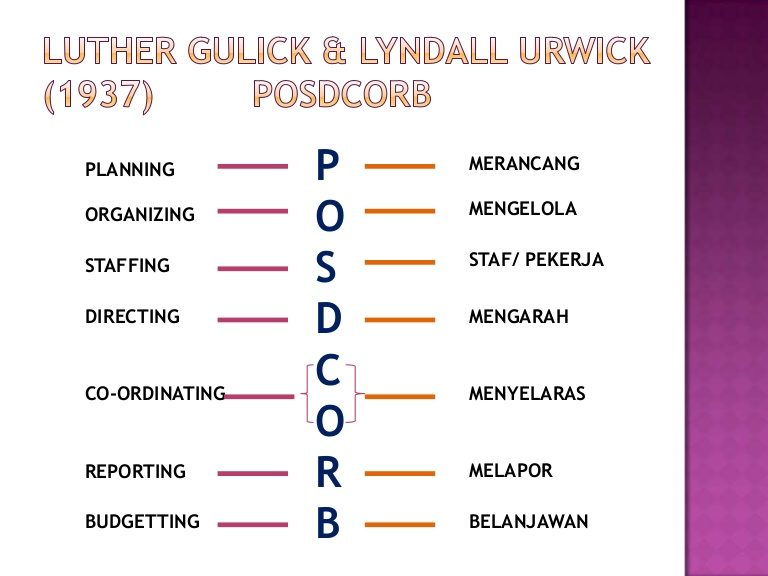 LUTHER GULICK & LYNDALL URWICK
(1937) POSDCORB
PLANNING P MERANCANG
ORGANIZING O MENGELOLA
STAFFING S STAF/ PEKERJA
DIRECTING D MENGARAH
C
CO-ORDINATING MENYELARAS
O
REPORTING R MELAPOR
BUDGETTING B BELANJAWAN